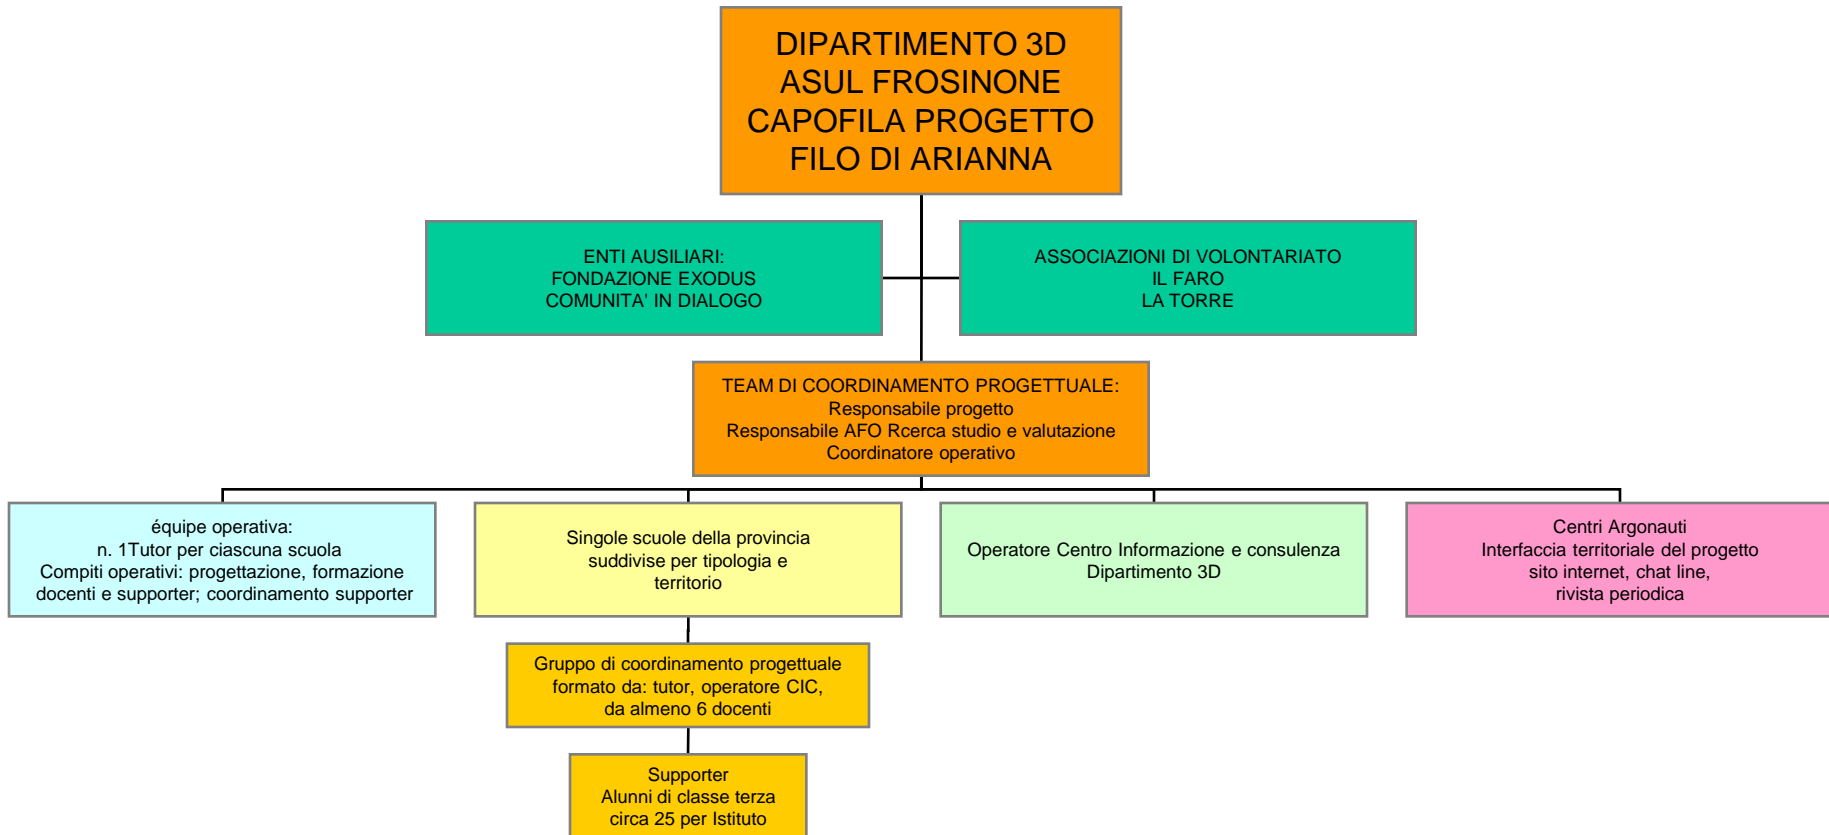 DIPARTIMENTO 3D
ASUL FROSINONE
CAPOFILA PROGETTO
FILO DI ARIANNA
ENTI AUSILIARI:
FONDAZIONE EXODUS
COMUNITA' IN DIALOGO
ASSOCIAZIONI DI VOLONTARIATO
IL FARO
LA TORRE
TEAM DI COORDINAMENTO PROGETTUALE:
Responsabile progetto
Responsabile AFO Rcerca studio e valutazione
Coordinatore operativo
équipe operativa:
n. 1Tutor per ciascuna scuola
Compiti operativi: progettazione, formazione
docenti e supporter; coordinamento supporter
Singole scuole della provincia
suddivise per tipologia e
territorio
Operatore Centro Informazione e consulenza
Dipartimento 3D
Centri Argonauti
Interfaccia territoriale del progetto
sito internet, chat line,
rivista periodica
Gruppo di coordinamento progettuale
formato da: tutor, operatore CIC,
da almeno 6 docenti
Supporter
Alunni di classe terza
circa 25 per Istituto